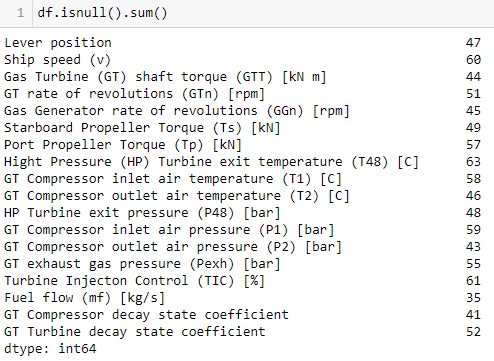 1 df.isnull().sum()
Lever position 47
Ship speed (v) 60
Gas Turbine (GT) shaft torque (GTT) [kN m] 44
GT rate of revolutions (GTn) [rpm] 51
Gas Generator rate of revolutions (GGn) [rpm] 45
Starboard Propeller Torque (Ts) [kN] 49
Port Propeller Torque (Tp) [kN] 57
Hight Pressure (HP) Turbine exit temperature (T48) [C] 63
GT Compressor inlet air temperature (T1) [C] 58
GT Compressor outlet air temperature (T2) [C] 46
HP Turbine exit pressure (P48) [bar] 48
GT Compressor inlet air pressure (P1) [bar] 59
GT Compressor outlet air pressure (P2) [bar] 43
GT exhaust gas pressure (Pexh) [bar] 55
Turbine Injecton Control (TIC) [%] 61
Fuel flow (mf) [kg/s] 35
GT Compressor decay state coefficient 41
GT Turbine decay state coefficient 52
dtype: int64